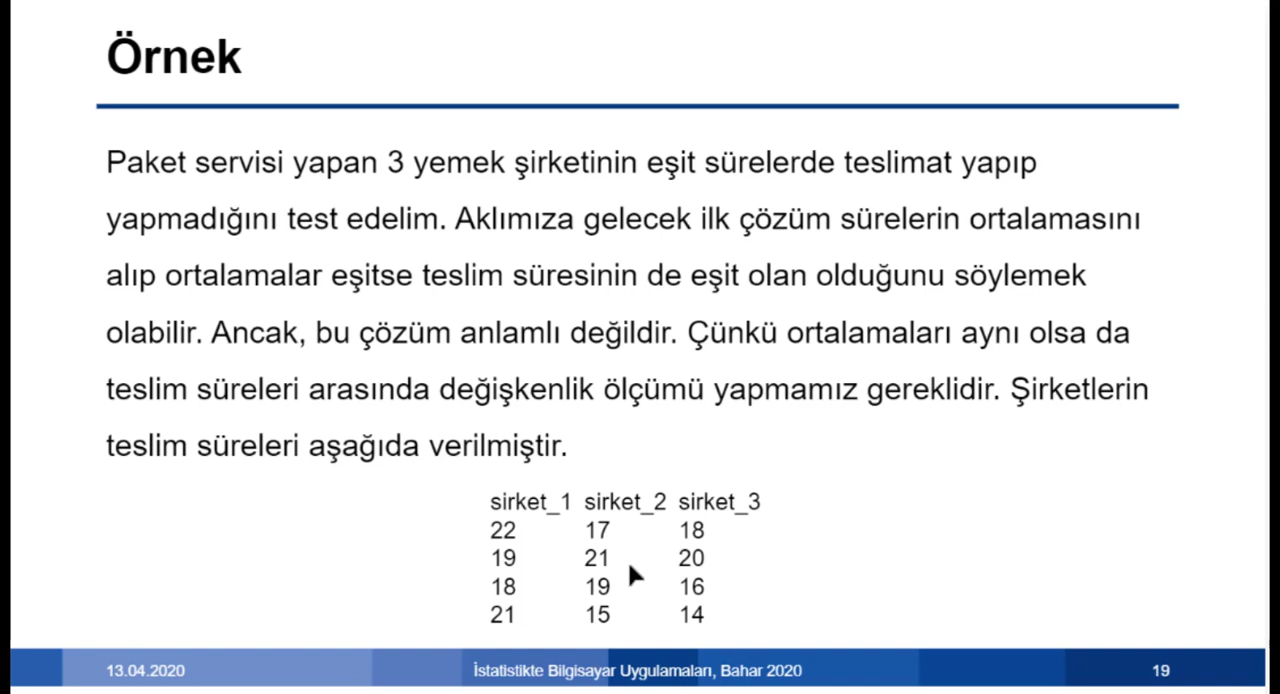 Örnek
Paket servisi yapan 3 yemek şirketinin eşit sürelerde teslimat yapıp
yapmadığını test edelim. Aklımıza gelecek ilk çözüm sürelerin ortalamasını
alıp ortalamalar eşitse teslim süresinin de eşit olan olduğunu söylemek
olabilir. Ancak, bu çözüm anlamlı değildir. Çünkü ortalamaları aynı olsa da
teslim süreleri arasında değişkenlik ölçümü yapmamız gereklidir. Şirketlerin
teslim süreleri aşağıda verilmiştir.
sirket_1 sirket_2 sirket_3
22 17 18
19 21 20
18 19 16
21 15 14
13.04.2020 İstatistikte Bilgisayar Uygulamaları, Bahar 2020 19